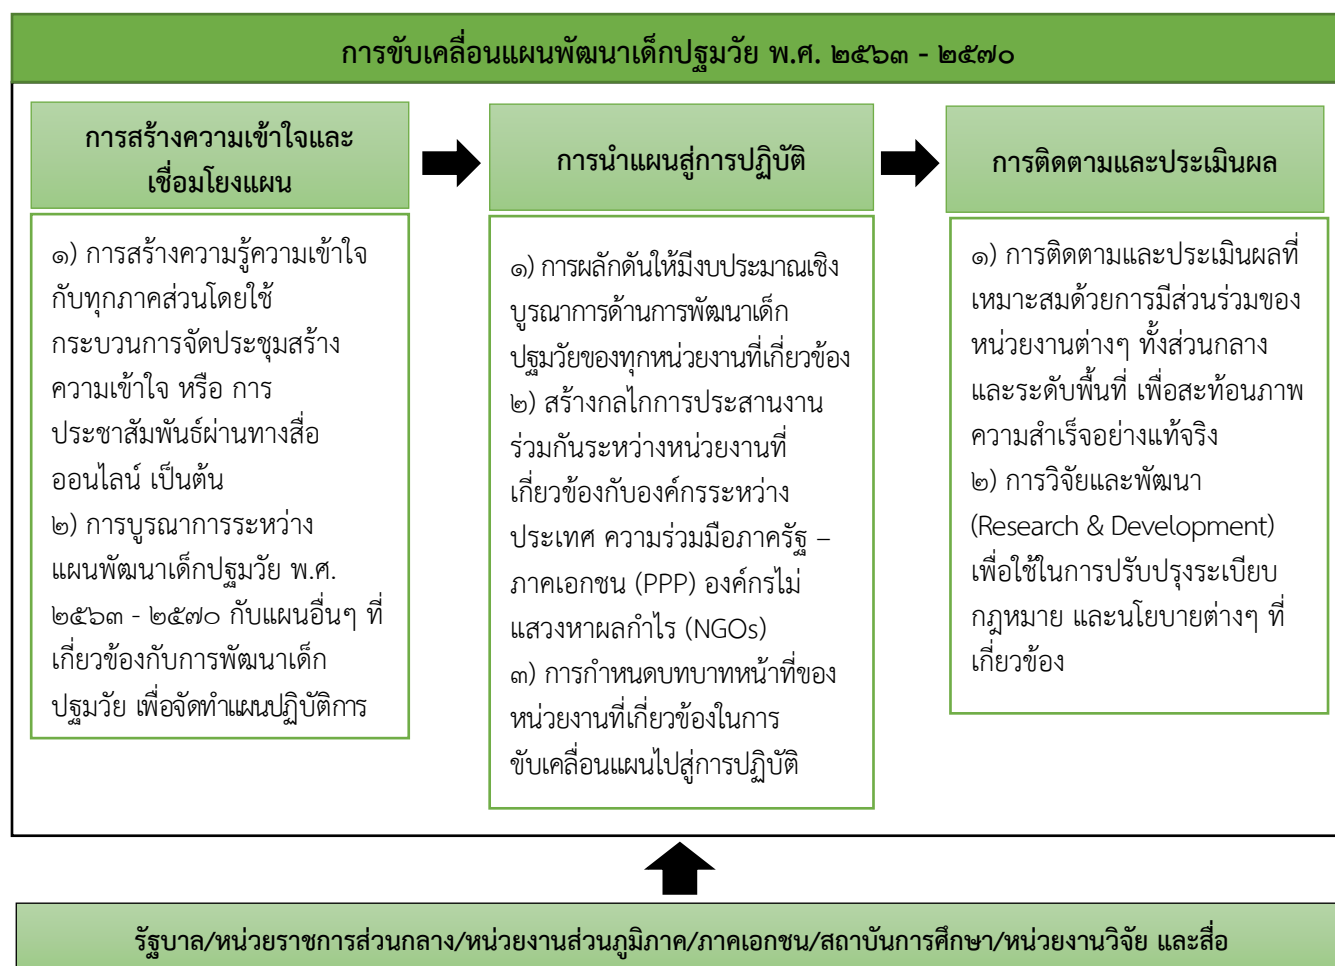 การขับเคลื่อนแผนพัฒนาเด็กปฐมวัย พ.ศ. ๒๕๖๓ - ๒๕๗๐
การสร้างความเข้าใจและ
เชื่อมโยงแผน
๑) การสร้างความรู้ความเข้าใจ
กับทุกภาคส่วนโดยใช้
กระบวนการจัดประชุมสร้าง
ความเข้าใจ หรือ การ
ประชาสัมพันธ์ผ่านทางสื่อ
ออนไลน์ เป็นต้น
๒) การบูรณาการระหว่าง
แผนพัฒนาเด็กปฐมวัย พ.ศ.
๒๕๖๓ - ๒๕๗๐ กับแผนอื่นๆ ที่
เกี่ยวข้องกับการพัฒนาเด็ก
ปฐมวัย เพื่อจัดทำแผนปฏิบัติการ
การนำแผนสู่การปฏิบัติ
๑) การผลักดันให้มีงบประมาณเชิง
บูรณาการด้านการพัฒนาเด็ก
ปฐมวัยของทุกหน่วยงานที่เกี่ยวข้อง
๒) สร้างกลไกการประสานงาน
ร่วมกันระหว่างหน่วยงานที่
เกี่ยวข้องกับองค์กรระหว่าง
ประเทศ ความร่วมมือภาครัฐ –
ภาคเอกชน (PPP) องค์กรไม่
แสวงหาผลกำไร (NGOs)
๓) การกำหนดบทบาทหน้าที่ของ
หน่วยงานที่เกี่ยวข้องในการ
ขับเคลื่อนแผนไปสู่การปฏิบัติ
การติดตามและประเมินผล
๑) การติดตามและประเมินผลที่
เหมาะสมด้วยการมีส่วนร่วมของ
หน่วยงานต่างๆ ทั้งส่วนกลาง
และระดับพื้นที่ เพื่อสะท้อนภาพ
ความสำเร็จอย่างแท้จริง
๒) การวิจัยและพัฒนา
(Research & Development)
เพื่อใช้ในการปรับปรุงระเบียบ
กฎหมาย และนโยบายต่างๆ ที่
เกี่ยวข้อง
รัฐบาล/หน่วยราชการส่วนกลาง/หน่วยงานส่วนภูมิภาค/ภาคเอกชน/สถาบันการศึกษา/หน่วยงานวิจัย และสื่อ